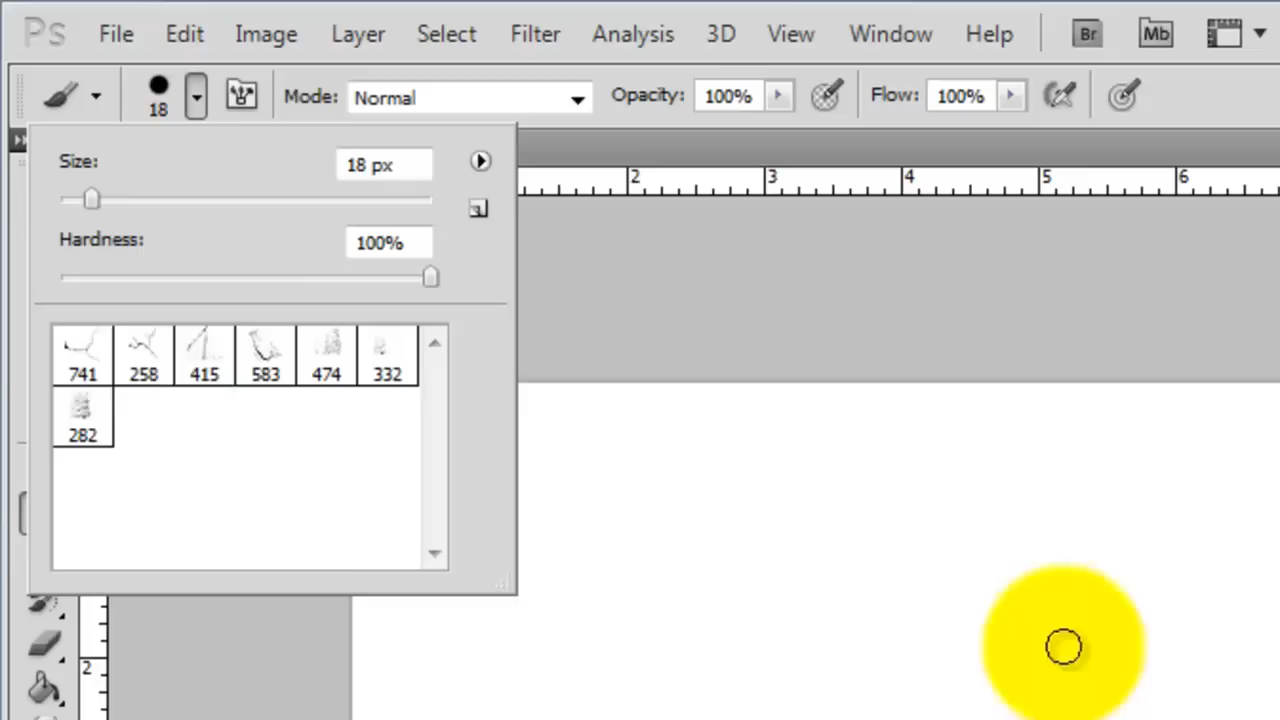 Ps File Edit Image Layer Select Filter Analysis 3D View Window Help Br Mb
18 Mode: Normal Opacity: 100% Flow: 100%
Size: 18 px
2 3 4 5 6
Hardness: 100%
741 258 415 583 474 332
282
2